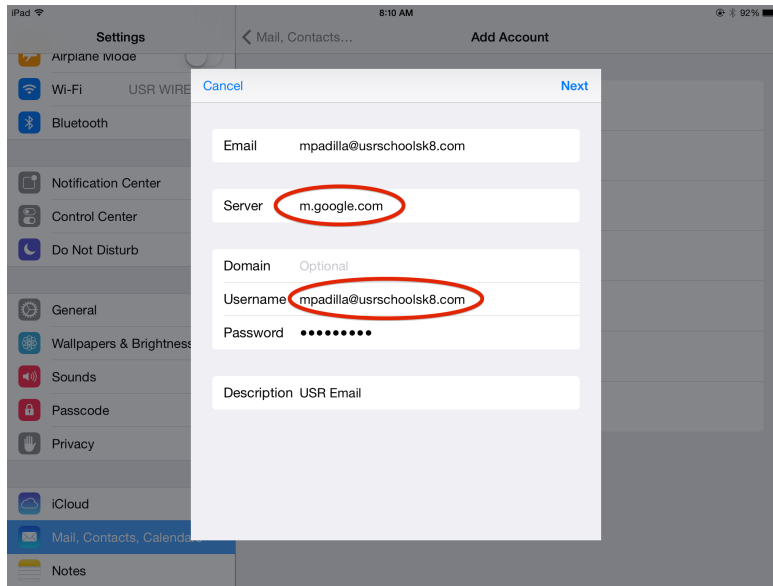 iPad 8:10 AM 92%
Settings Mail, Contacts... Add Account
Airplane Mode
Wi-Fi USR WIRE
Cancel Next
Bluetooth
Email mpadilla@usrschoolsk8.com
Notification Center
Server m.google.com
Control Center
Do Not Disturb
Domain Optional
Username mpadilla@usrschoolsk8.com
General
Password •••••••••
Wallpapers & Brightness
Sounds
Description USR Email
Passcode
Privacy
iCloud
Mail, Contacts, Calendars
Notes